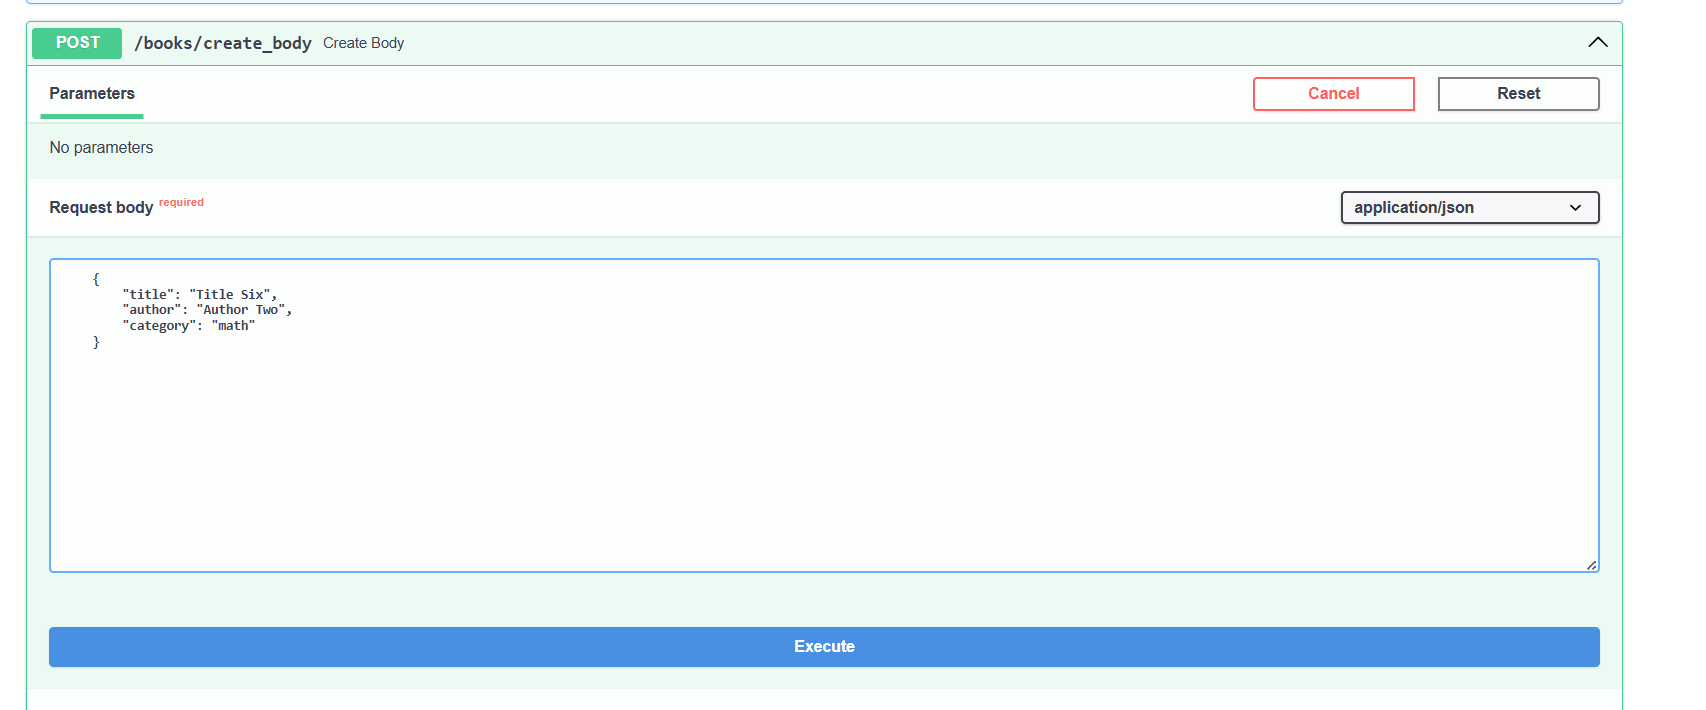 POST /books/create_body Create Body
Parameters Cancel Reset
No parameters
Request body required application/json
{
"title": "Title Six",
"author": "Author Two",
"category": "math"
}
Execute